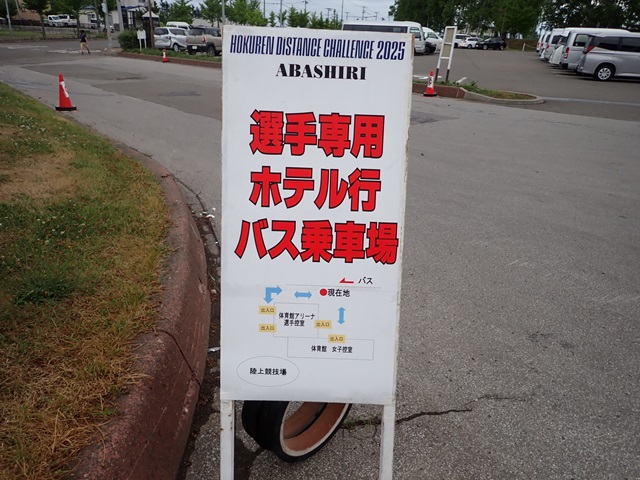 HOKUREN DISTANCE CHALLENGE 2025
ABASHIRI
選手専用
ホテル行
バス乗車場
バス
現在地
出入口
体育館アリーナ
選手控室
出入口
出入口
出入口
体育館 女子控室
陸上競技場